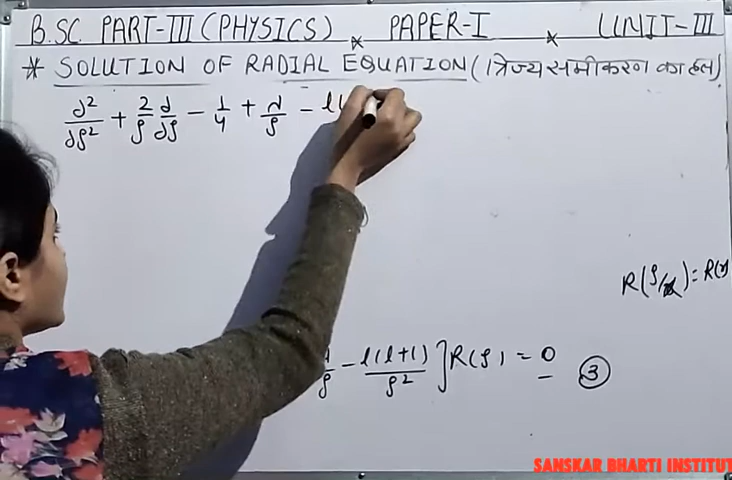 B.SC. PART-III (PHYSICS) * PAPER-I * UNIT-III
* SOLUTION OF RADIAL EQUATION (त्रिज्य समीकरण का हल)
∂²/∂ρ² + 2/ρ ∂/∂ρ - 1/4 + λ/ρ - l(
R(ρ/α) = R(r)
/ρ - l(l+1)/ρ² ] R(ρ) = 0 ③
SANSKAR BHARTI INSTITUT